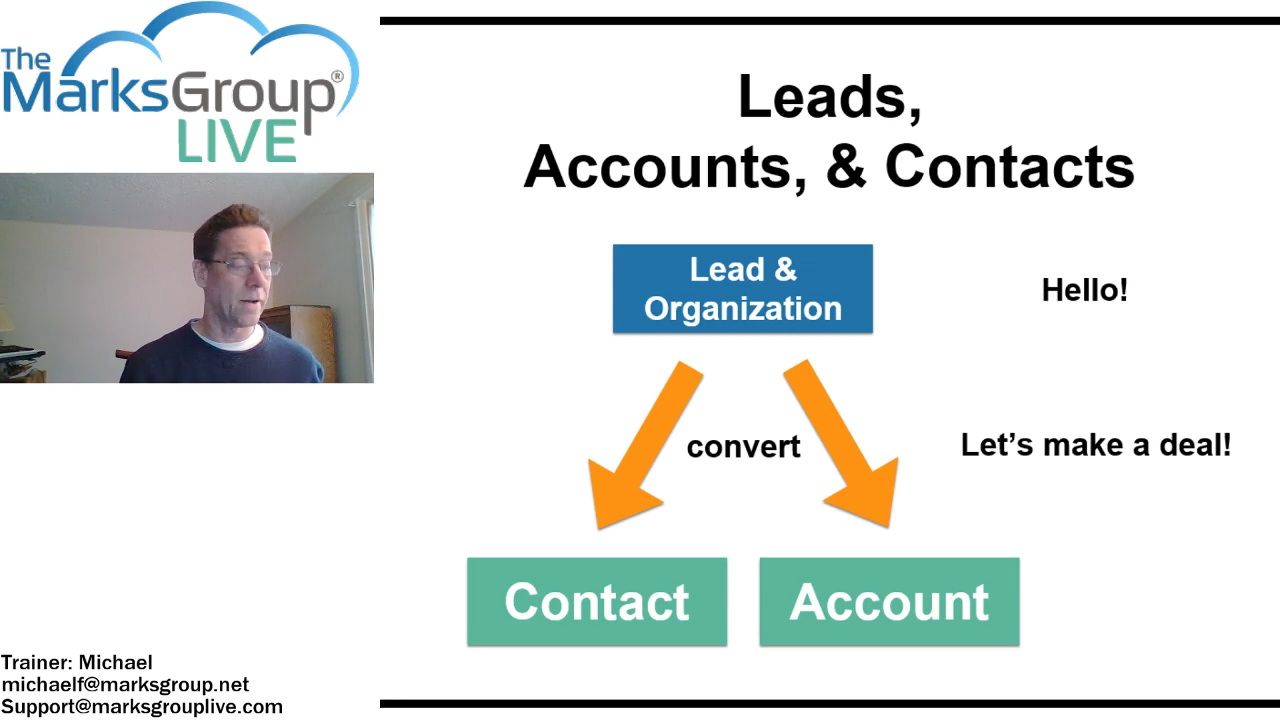 The
MarksGroup®
LIVE
Leads,
Accounts, & Contacts
Lead &
Organization
Hello!
convert
Let’s make a deal!
Contact
Account
Trainer: Michael
michaelf@marksgroup.net
Support@marksgrouplive.com